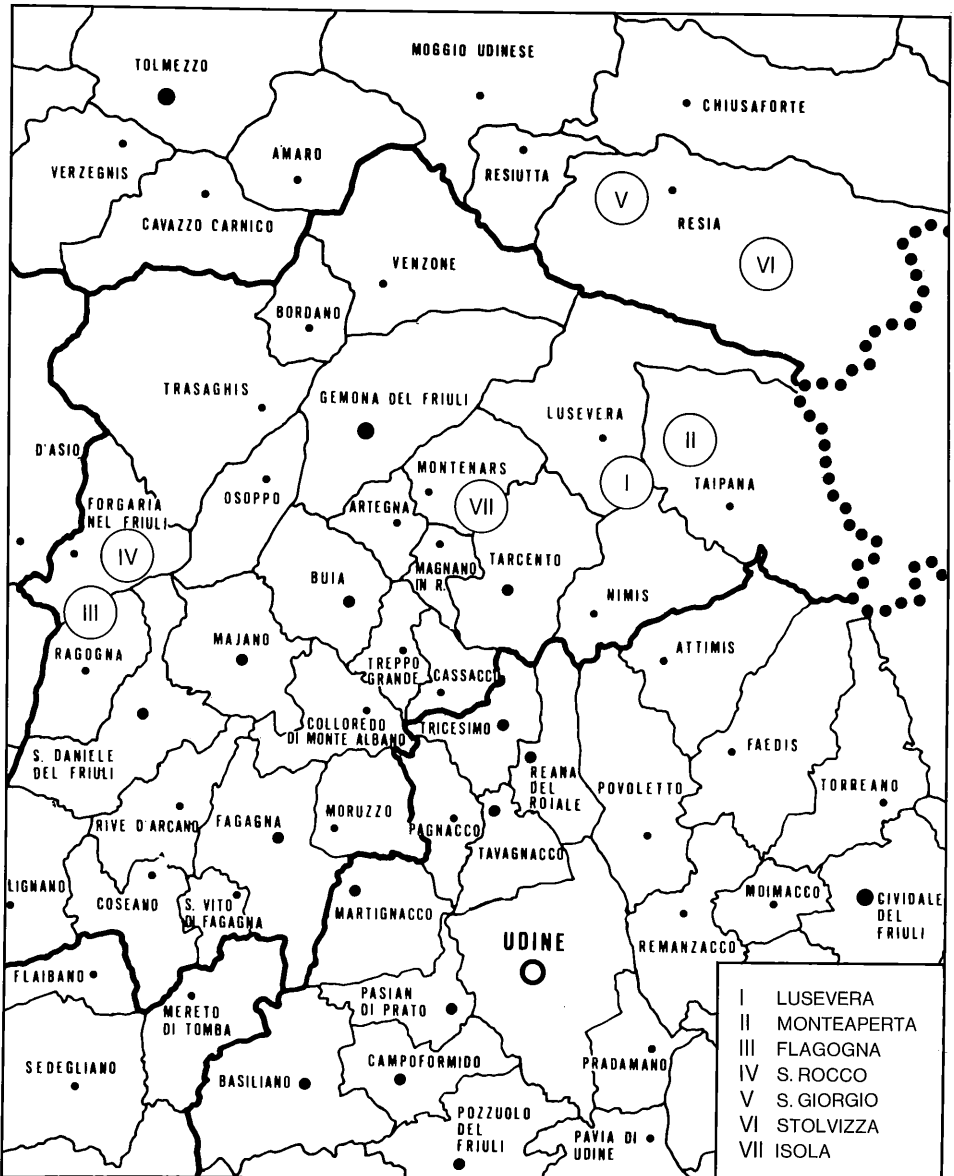 TOLMEZZO
MOGGIO UDINESE
CHIUSAFORTE
VERZEGNIS
AMARO
RESIUTTA
CAVAZZO CARNICO
V
RESIA
VENZONE
VI
BORDANO
TRASAGHIS
GEMONA DEL FRIULI
LUSEVERA
II
D'ASIO
MONTENARS
TAIPANA
FORGARIA
NEL FRIULI
OSOPPO
ARTEGNA
VII
I
IV
BUIA
MAGNANO
IN R.
TARCENTO
NIMIS
III
RAGOGNA
MAJANO
TREPPO
GRANDE
CASSACCO
ATTIMIS
COLLOREDO
DI MONTE ALBANO
TRICESIMO
S. DANIELE
DEL FRIULI
REANA
DEL
ROIALE
FAEDIS
POVOLETTO
TORREANO
RIVE D'ARCANO
FAGAGNA
MORUZZO
PAGNACCO
TAVAGNACCO
LIGNANO
COSEANO
S. VITO
DI FAGAGNA
MARTIGNACCO
MOIMACCO
CIVIDALE
DEL
FRIULI
UDINE
REMANZACCO
FLAIBANO
MERETO
DI TOMBA
PASIAN
DI PRATO
SEDEGLIANO
BASILIANO
CAMPOFORMIDO
PRADAMANO
POZZUOLO
DEL
FRIULI
PAVIA DI
UDINE
I LUSEVERA
II MONTEAPERTA
III FLAGOGNA
IV S. ROCCO
V S. GIORGIO
VI STOLVIZZA
VII ISOLA